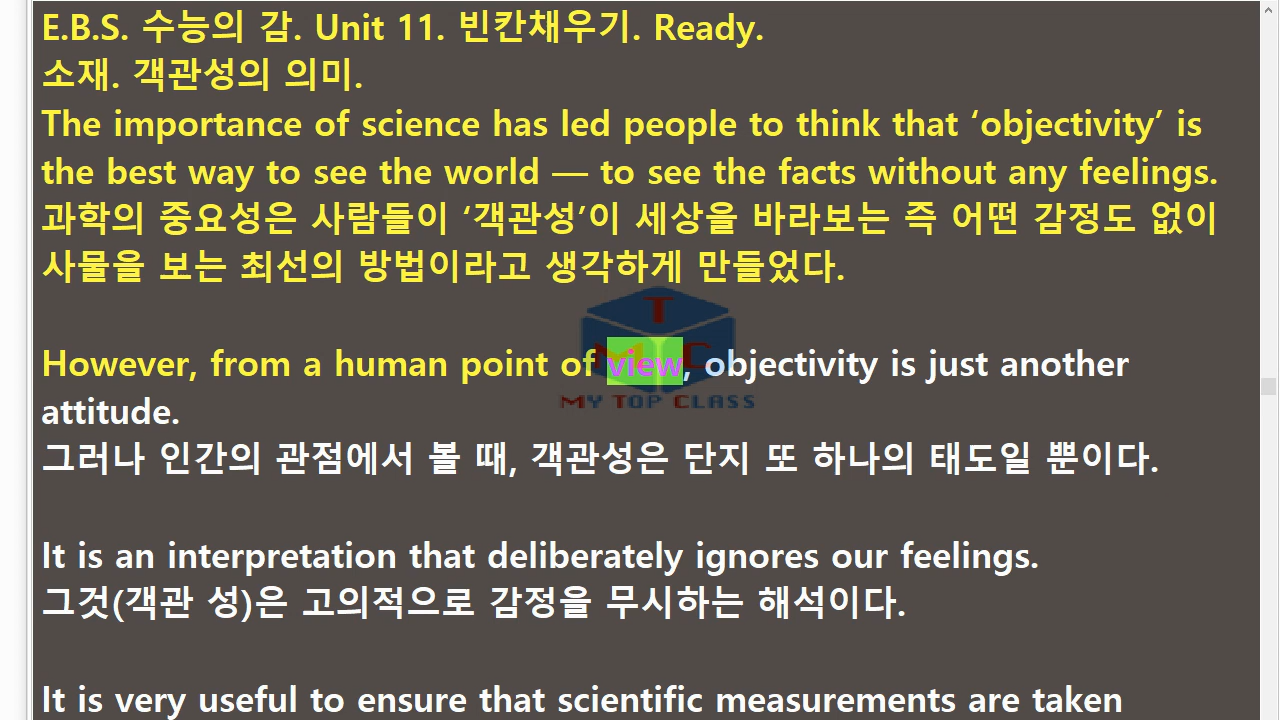 E.B.S. 수능의 감. Unit 11. 빈칸채우기. Ready.
소재. 객관성의 의미.
The importance of science has led people to think that ‘objectivity’ is
the best way to see the world — to see the facts without any feelings.
과학의 중요성은 사람들이 ‘객관성’이 세상을 바라보는 즉 어떤 감정도 없이
사물을 보는 최선의 방법이라고 생각하게 만들었다.
However, from a human point of view, objectivity is just another
attitude.
그러나 인간의 관점에서 볼 때, 객관성은 단지 또 하나의 태도일 뿐이다.
It is an interpretation that deliberately ignores our feelings.
그것(객관 성)은 고의적으로 감정을 무시하는 해석이다.
It is very useful to ensure that scientific measurements are taken
T
M C
MY TOP CLASS